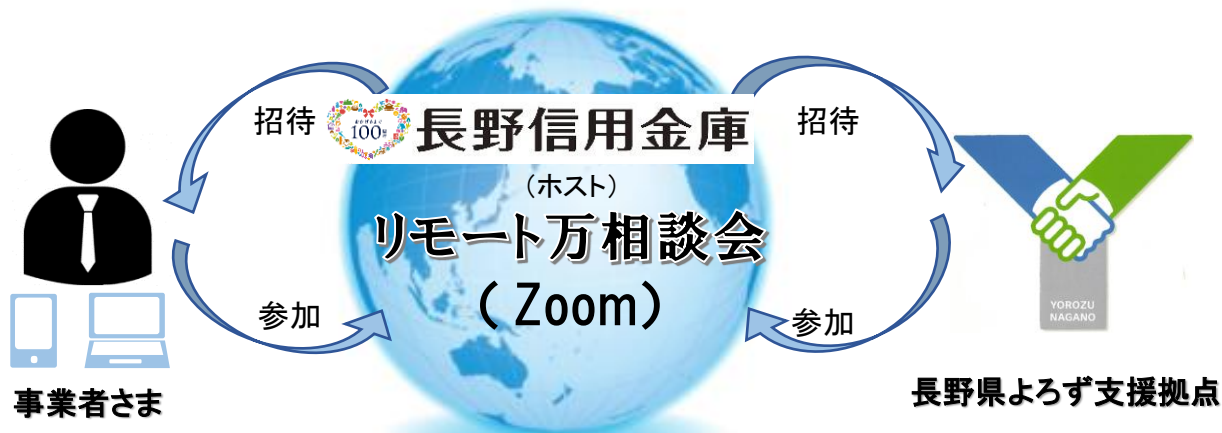 招待
100
長野信用金庫
招待
(ホスト)
リモート万相談会
(Zoom)
参加
参加
YOROZU
NAGANO
事業者さま
長野県よろず支援拠点